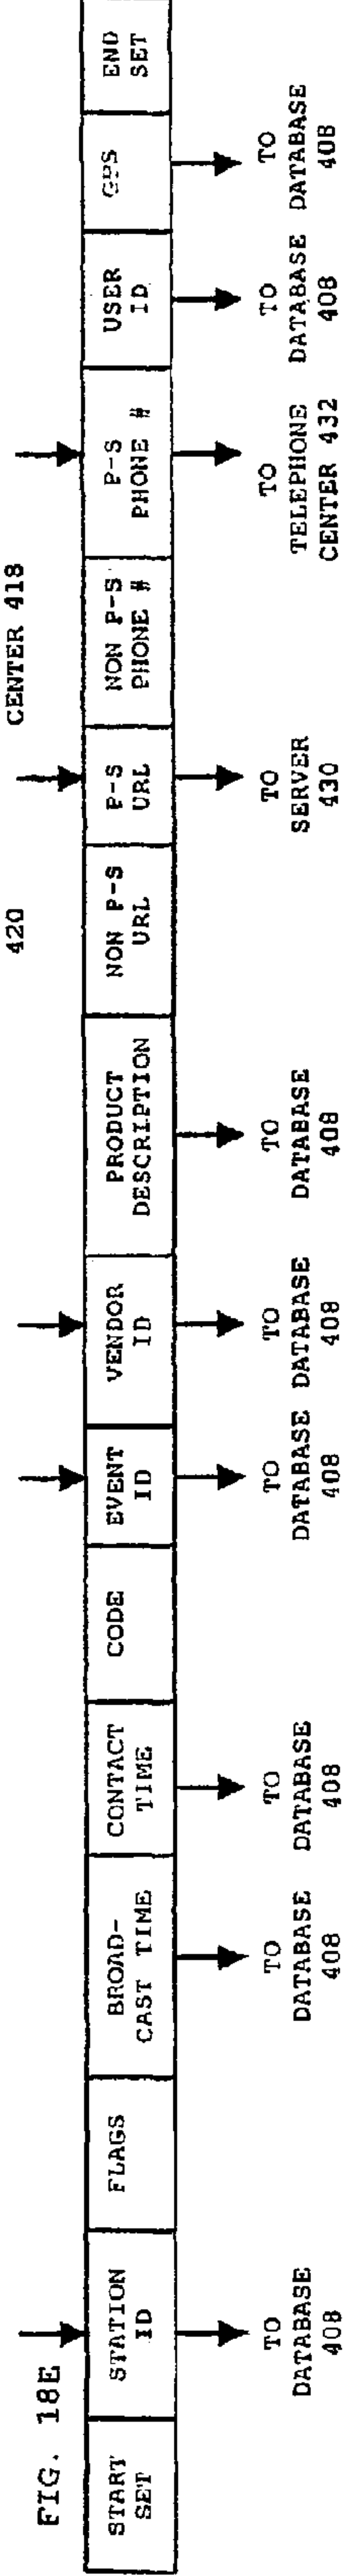 420
CENTER 418
FIG. 18E
START
SET
STATION
ID
FLAGS
BROAD-
CAST TIME
CONTACT
TIME
CODE
EVENT
ID
VENDOR
ID
PRODUCT
DESCRIPTION
NON P-S
URL
P-S
URL
NON P-S
PHONE #
P-S
PHONE #
USER
ID
GPS
END
SET
TO
DATABASE
408
TO
DATABASE
408
TO
DATABASE
408
TO
DATABASE
408
TO
DATABASE
408
TO
DATABASE
408
TO
SERVER
430
TO
TELEPHONE
CENTER 432
TO
DATABASE
408
TO
DATABASE
408